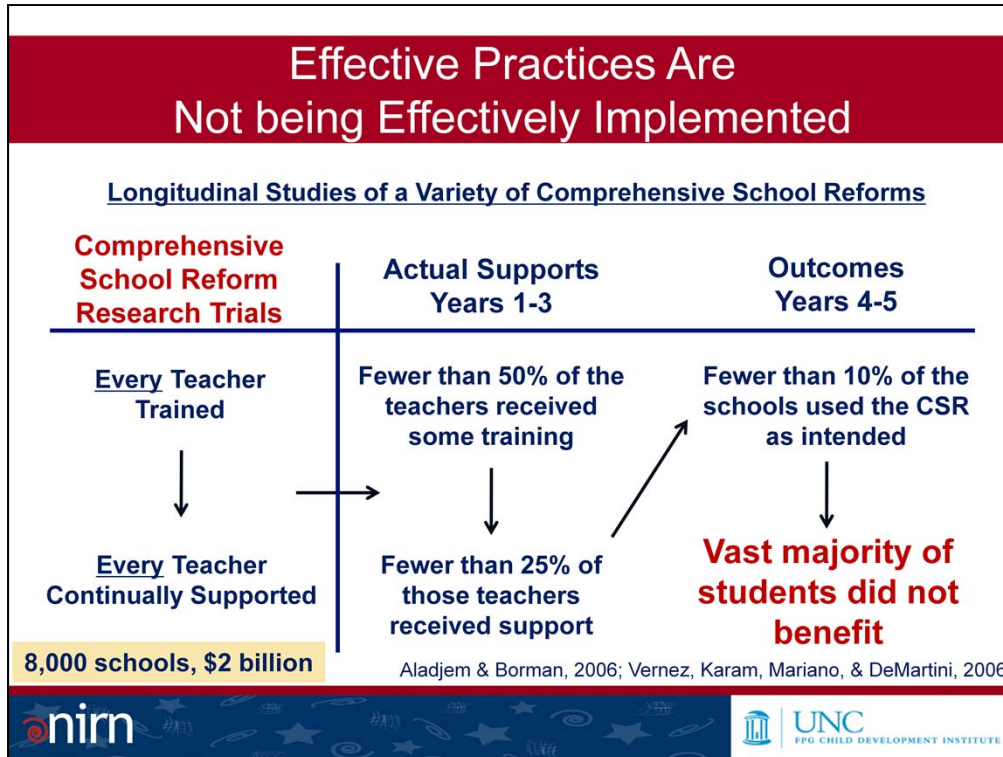 Effective Practices Are
Not being Effectively Implemented
Longitudinal Studies of a Variety of Comprehensive School Reforms
Comprehensive
School Reform
Research Trials
Actual Supports
Years 1-3
Outcomes
Years 4-5
Every Teacher
Trained
Every Teacher
Continually Supported
8,000 schools, $2 billion
Fewer than 50% of the
teachers received
some training
Fewer than 25% of
those teachers
received support
Fewer than 10% of the
schools used the CSR
as intended
Vast majority of
students did not
benefit
Aladjem & Borman, 2006; Vernez, Karam, Mariano, & DeMartini, 2006
nirn
UNC
FPG CHILD DEVELOPMENT INSTITUTE